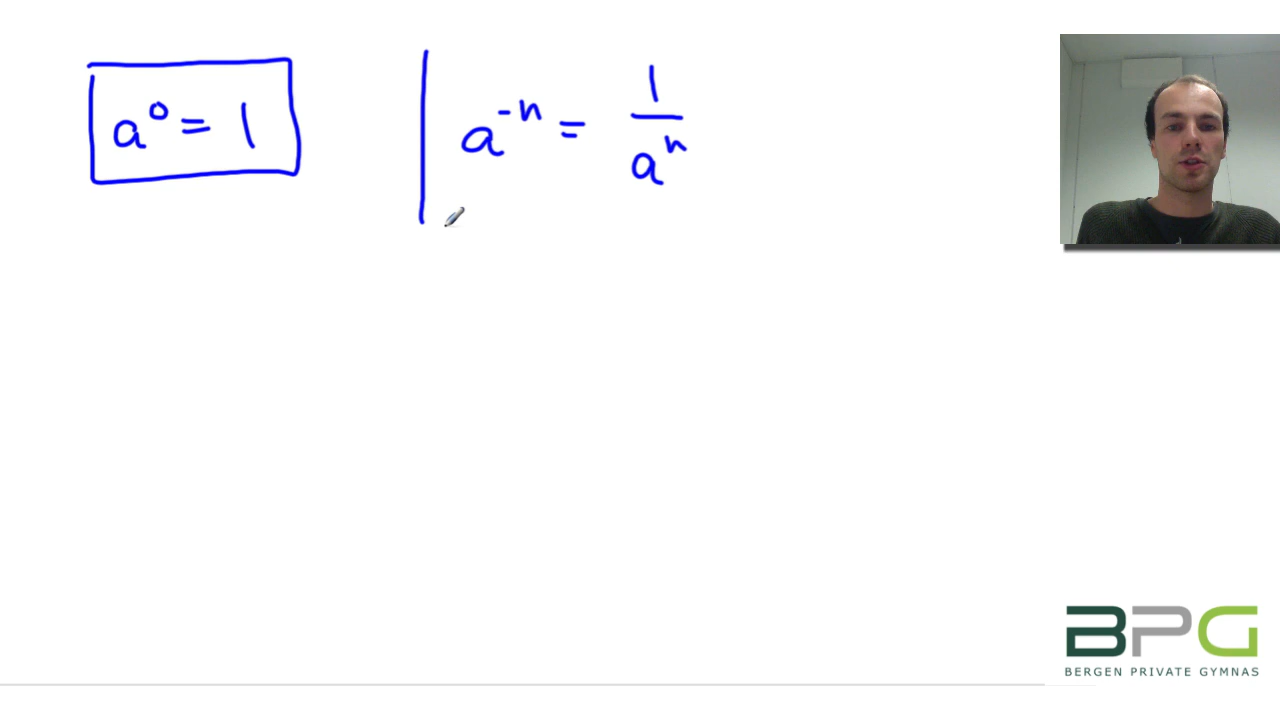 a⁰ = 1
a⁻ⁿ = 1/aⁿ
BPG
BERGEN PRIVATE GYMNAS